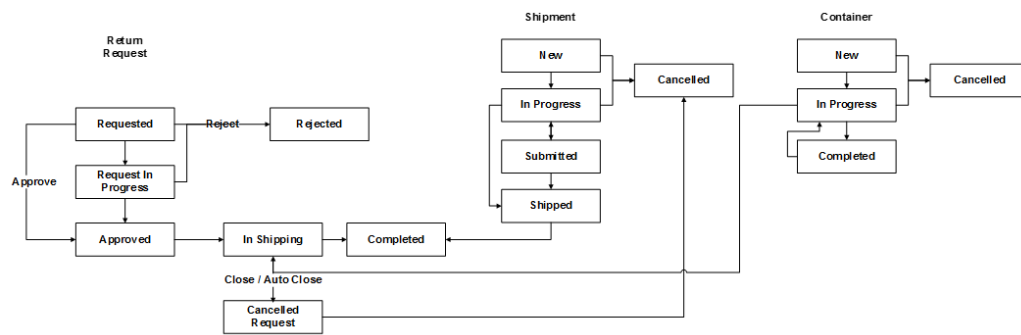 Shipment
Container
Return
Request
New
New
Cancelled
Cancelled
In Progress
In Progress
Requested
Reject
Rejected
Submitted
Completed
Request In
Progress
Approve
Shipped
Approved
In Shipping
Completed
Close / Auto Close
Cancelled
Request